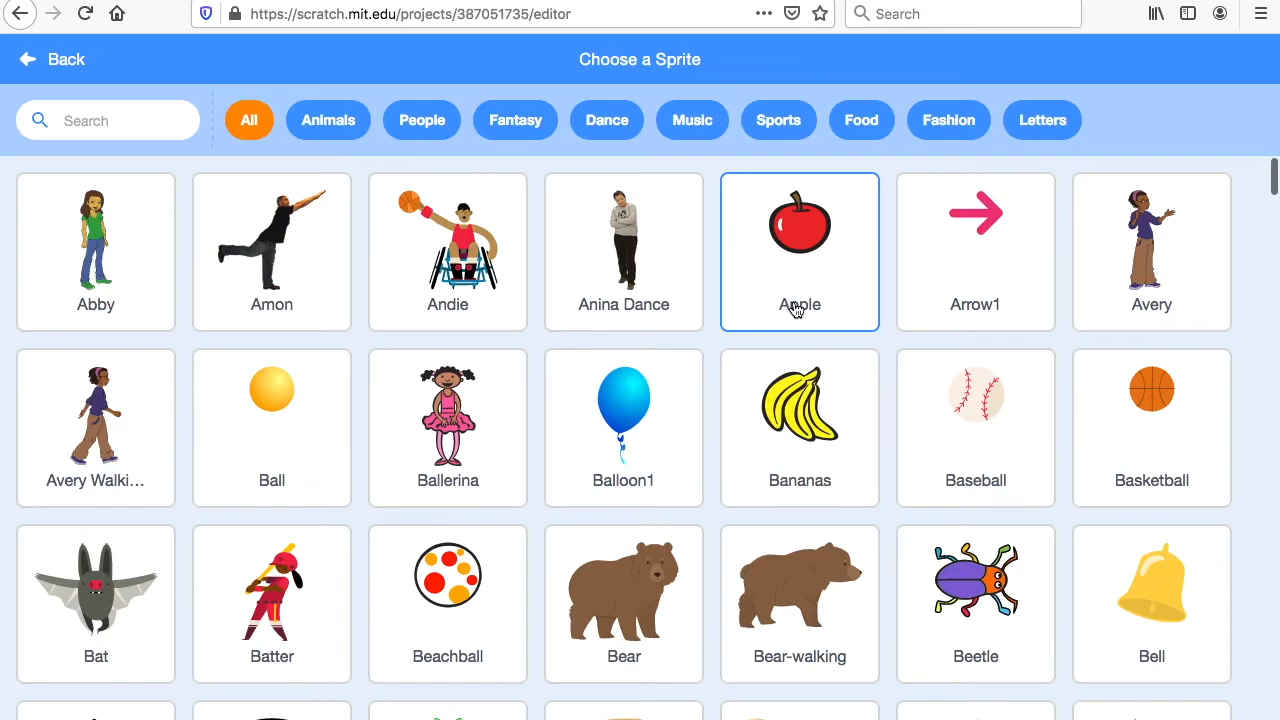 https://scratch.mit.edu/projects/387051735/editor
Search
Back
Choose a Sprite
Search
All
Animals
People
Fantasy
Dance
Music
Sports
Food
Fashion
Letters
Abby
Amon
Andie
Anina Dance
Apple
Arrow1
Avery
Avery Walki...
Ball
Ballerina
Balloon1
Bananas
Baseball
Basketball
Bat
Batter
Beachball
Bear
Bear-walking
Beetle
Bell